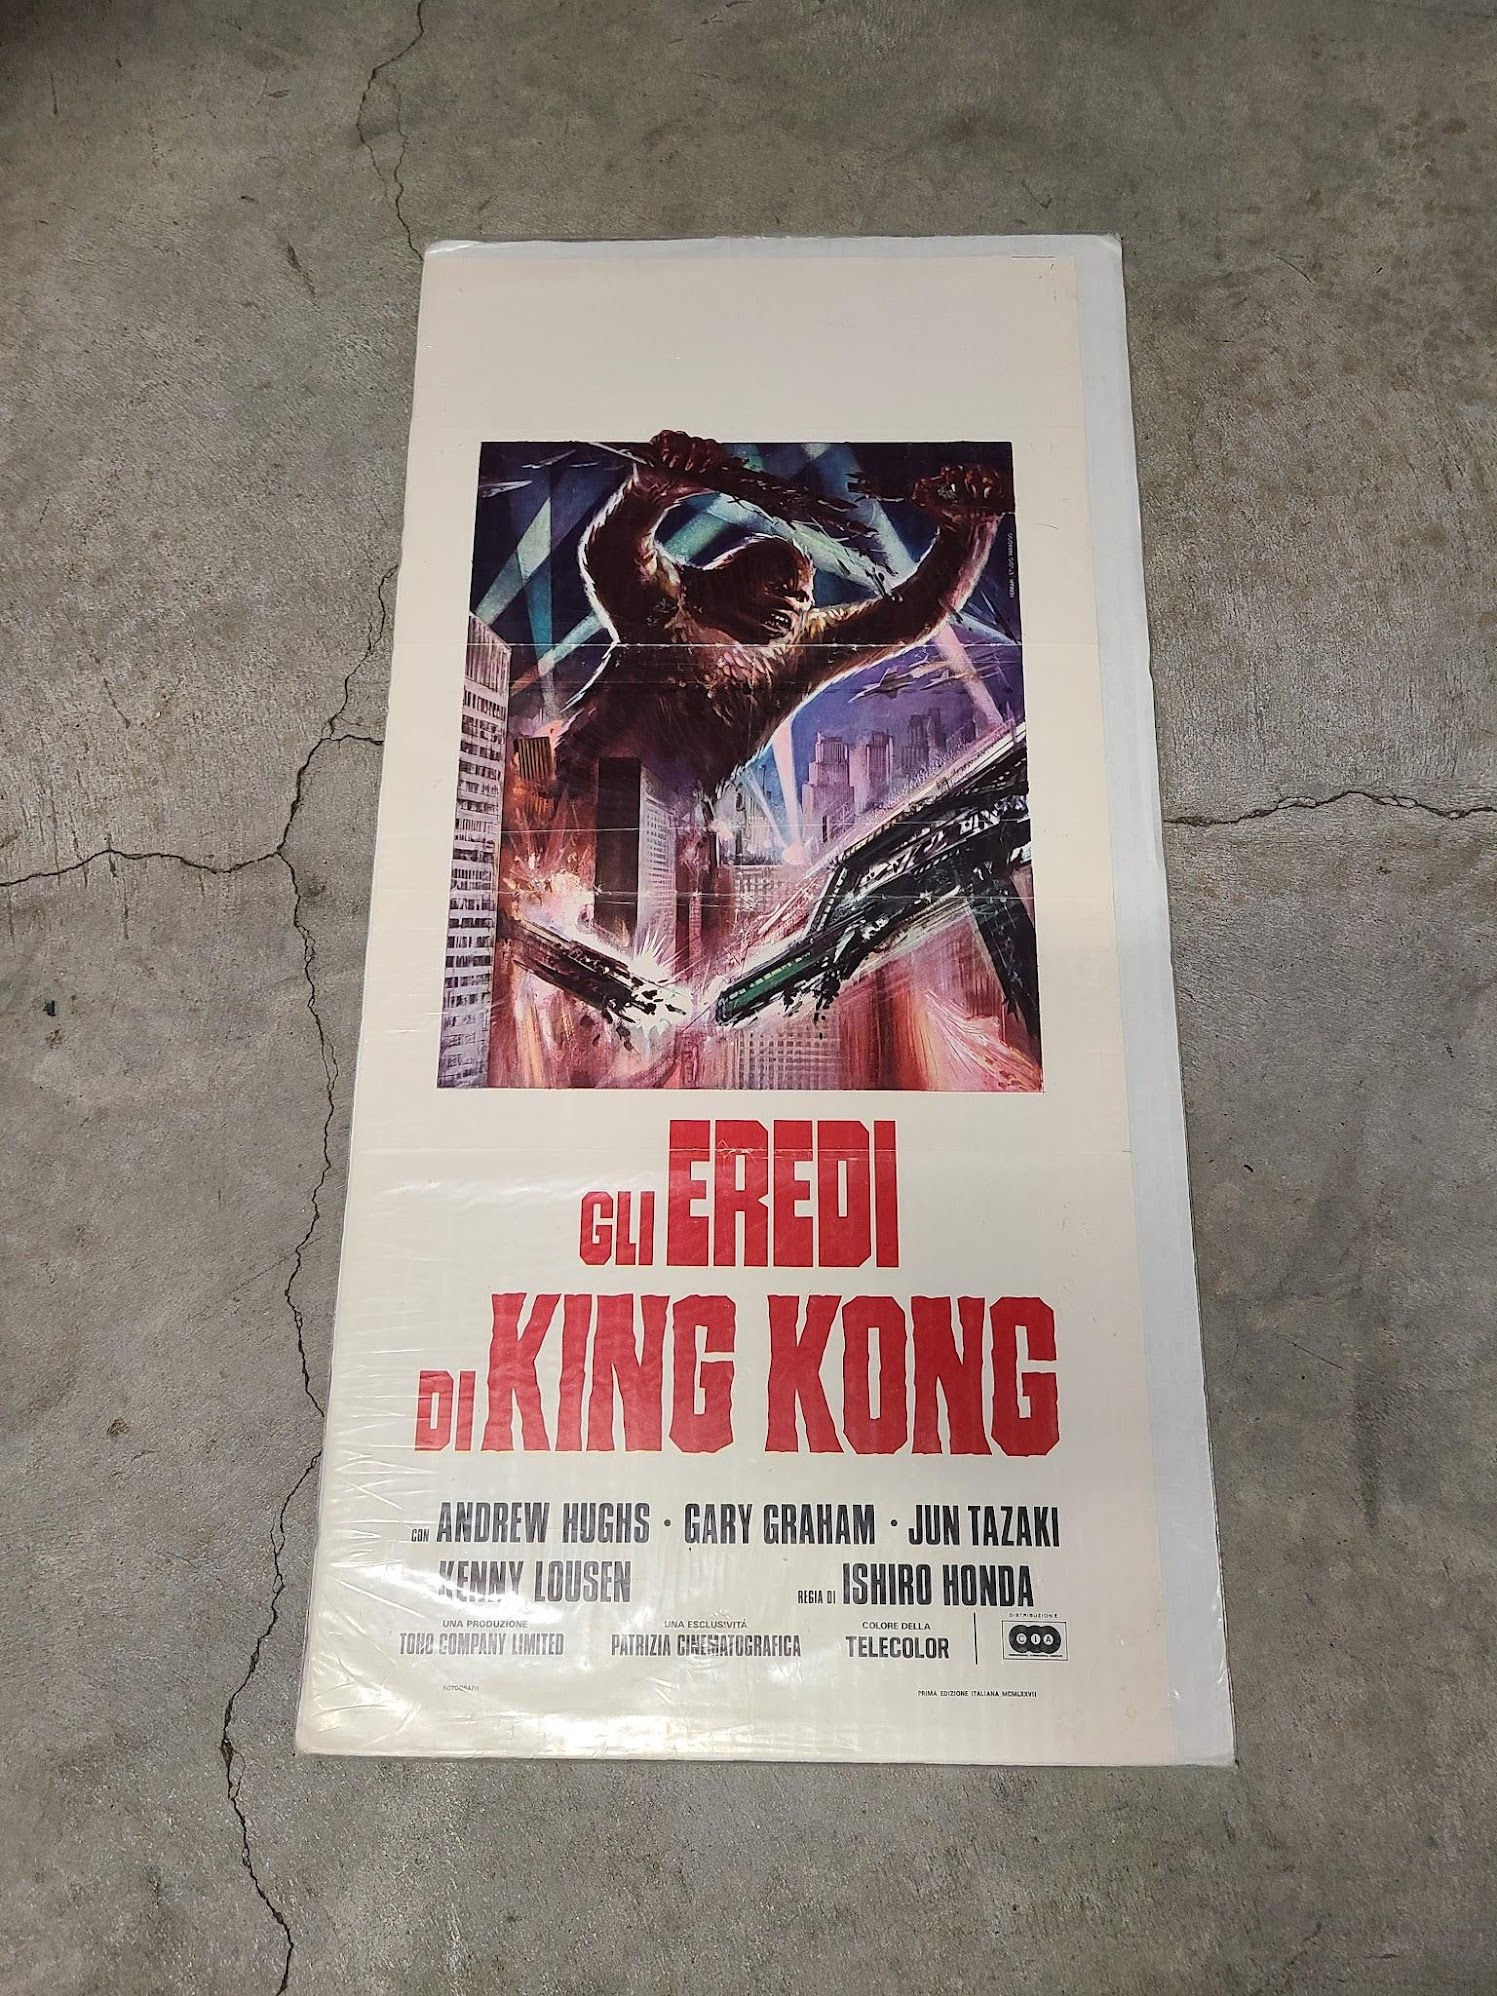 GLI EREDI
DI KING KONG
CON ANDREW HUGHS · GARY GRAHAM · JUN TAZAKI
KENNY LOUSEN REGIA DI ISHIRO HONDA
UNA PRODUZIONE
TOHO COMPANY LIMITED
UNA ESCLUSIVITÀ
PATRIZIA CINEMATOGRAFICA
COLORE DELLA
TELECOLOR
DISTRIBUZIONE
CIA
PRIMA EDIZIONE ITALIANA MCMLXXVII